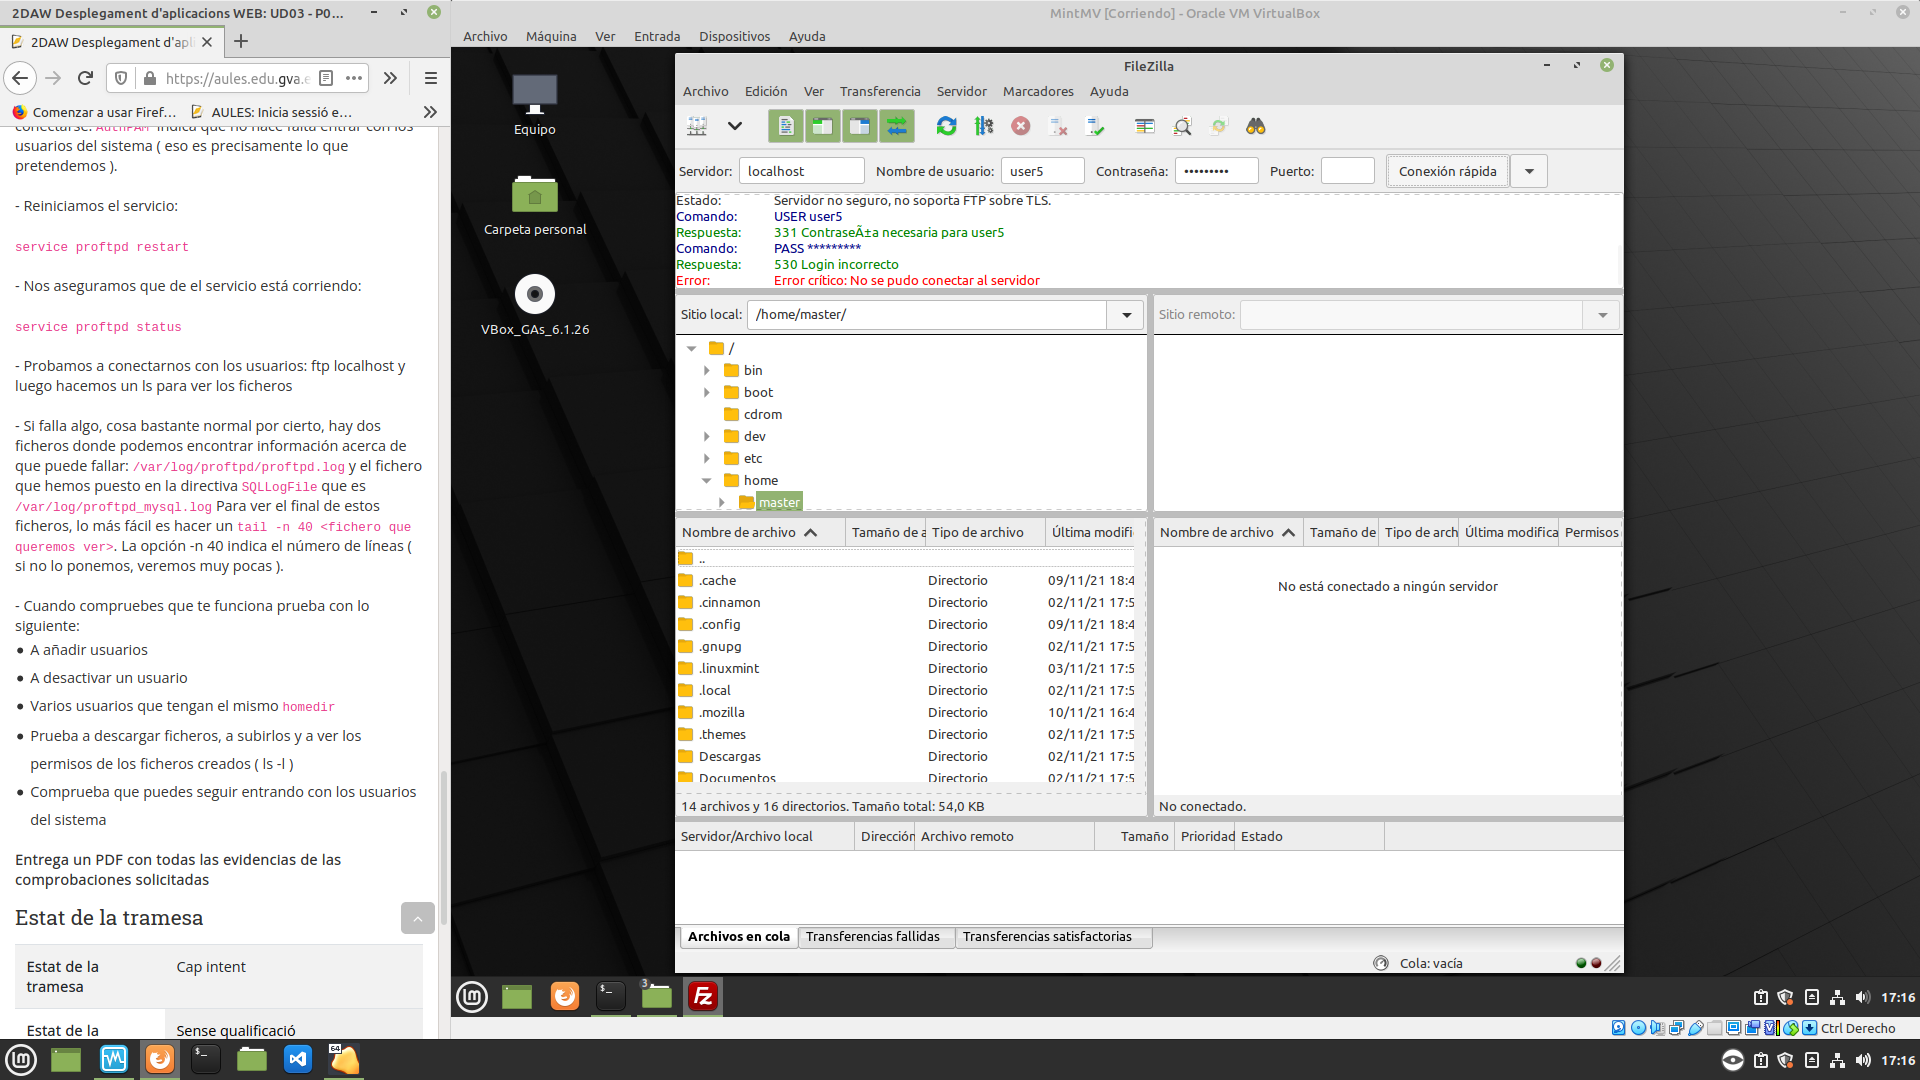 2DAW Desplegament d'aplicacions WEB: UD03 - P0...
MintMV [Corriendo] - Oracle VM VirtualBox
2DAW Desplegament d'apl
https://aules.edu.gva.e
Comenzar a usar Firef...
AULES: Inicia sessió e...
Archivo Máquina Ver Entrada Dispositivos Ayuda
conectarse. AuthPAM indica que no hace falta entrar con los
usuarios del sistema ( eso es precisamente lo que
pretendemos ).
- Reiniciamos el servicio:
service proftpd restart
- Nos aseguramos que de el servicio está corriendo:
service proftpd status
- Probamos a conectarnos con los usuarios: ftp localhost y
luego hacemos un ls para ver los ficheros
- Si falla algo, cosa bastante normal por cierto, hay dos
ficheros donde podemos encontrar información acerca de
que puede fallar: /var/log/proftpd/proftpd.log y el fichero
que hemos puesto en la directiva SQLLogFile que es
/var/log/proftpd_mysql.log Para ver el final de estos
ficheros, lo más fácil es hacer un tail -n 40 <fichero que
queremos ver>. La opción -n 40 indica el número de líneas (
si no lo ponemos, veremos muy pocas ).
- Cuando compruebes que te funciona prueba con lo
siguiente:
• A añadir usuarios
• A desactivar un usuario
• Varios usuarios que tengan el mismo homedir
• Prueba a descargar ficheros, a subirlos y a ver los
permisos de los ficheros creados ( ls -l )
• Comprueba que puedes seguir entrando con los usuarios
del sistema
Entrega un PDF con todas las evidencias de las
comprobaciones solicitadas
Estat de la tramesa
Estat de la
tramesa
Cap intent
Estat de la
Sense qualificació
Equipo
Carpeta personal
VBox_GAs_6.1.26
FileZilla
Archivo Edición Ver Transferencia Servidor Marcadores Ayuda
Servidor: localhost Nombre de usuario: user5 Contraseña: ••••••••• Puerto: Conexión rápida
Estado: Servidor no seguro, no soporta FTP sobre TLS.
Comando: USER user5
Respuesta: 331 ContraseÃ±a necesaria para user5
Comando: PASS *********
Respuesta: 530 Login incorrecto
Error: Error crítico: No se pudo conectar al servidor
Sitio local: /home/master/
Sitio remoto:
/
bin
boot
cdrom
dev
etc
home
master
Nombre de archivo Tamaño de a Tipo de archivo Última modifi
..
.cache Directorio 09/11/21 18:4
.cinnamon Directorio 02/11/21 17:5
.config Directorio 09/11/21 18:4
.gnupg Directorio 02/11/21 17:5
.linuxmint Directorio 03/11/21 17:5
.local Directorio 02/11/21 17:5
.mozilla Directorio 10/11/21 16:4
.themes Directorio 02/11/21 17:5
Descargas Directorio 02/11/21 17:5
Documentos Directorio 02/11/21 17:5
14 archivos y 16 directorios. Tamaño total: 54,0 KB
Nombre de archivo Tamaño de Tipo de arch Última modifica Permisos
No está conectado a ningún servidor
No conectado.
Servidor/Archivo local Dirección Archivo remoto Tamaño Prioridad Estado
Archivos en cola Transferencias fallidas Transferencias satisfactorias
Cola: vacía
3
17:16
Ctrl Derecho
64
17:16